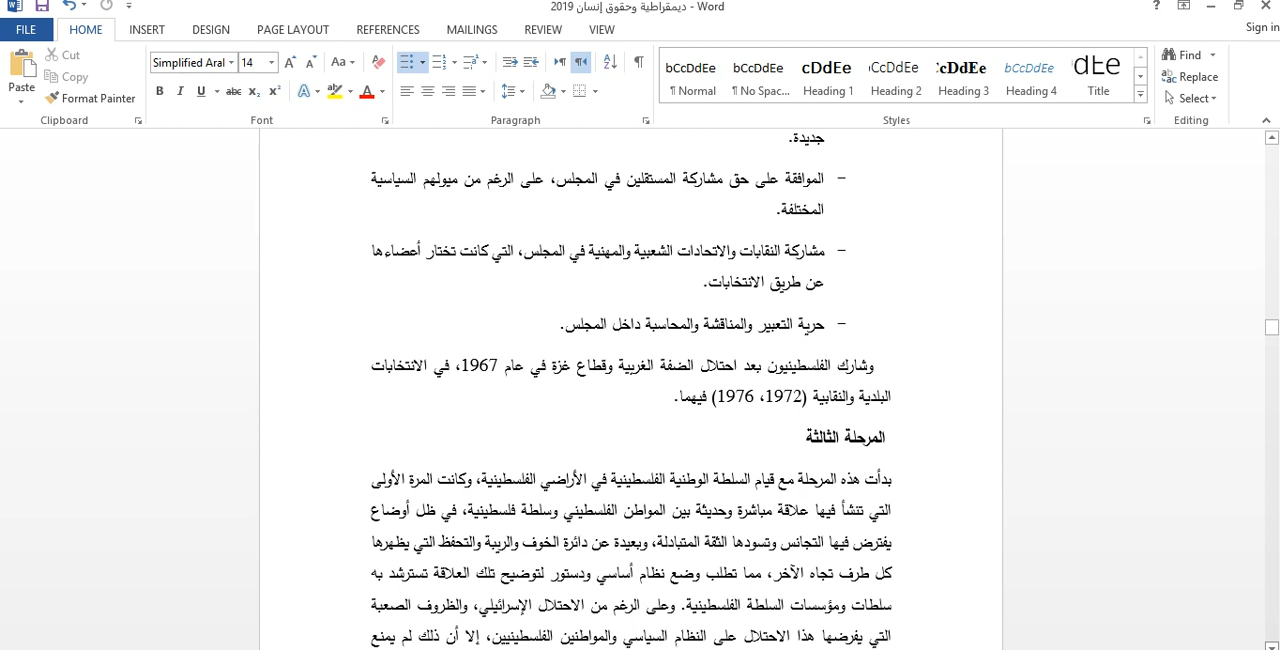 ديمقراطية وحقوق إنسان 2019 - Word
Sign in
FILE HOME INSERT DESIGN PAGE LAYOUT REFERENCES MAILINGS REVIEW VIEW
Paste
Cut
Copy
Format Painter
Clipboard
Simplified Aral 14
Font
Paragraph
bCcDdEe bCcDdEe cDdEe CcDdEe cDdEe bCcDdEe dEe
¶ Normal ¶ No Spac... Heading 1 Heading 2 Heading 3 Heading 4 Title
Styles
Find
Replace
Select
Editing
جديدة.
- الموافقة على حق مشاركة المستقلين في المجلس، على الرغم من ميولهم السياسية
المختلفة.
- مشاركة النقابات والاتحادات الشعبية والمهنية في المجلس، التي كانت تختار أعضاءها
عن طريق الانتخابات.
- حرية التعبير والمناقشة والمحاسبة داخل المجلس.
وشارك الفلسطينيون بعد احتلال الضفة الغربية وقطاع غزة في عام 1967، في الانتخابات
البلدية والنقابية (1972، 1976) فيهما.
المرحلة الثالثة
بدأت هذه المرحلة مع قيام السلطة الوطنية الفلسطينية في الأراضي الفلسطينية، وكانت المرة الأولى
التي تنشأ فيها علاقة مباشرة وحديثة بين المواطن الفلسطيني وسلطة فلسطينية، في ظل أوضاع
يفترض فيها التجانس وتسودها الثقة المتبادلة، وبعيدة عن دائرة الخوف والريبة والتحفظ التي يظهرها
كل طرف تجاه الآخر، مما تطلب وضع نظام أساسي ودستور لتوضيح تلك العلاقة تسترشد به
سلطات ومؤسسات السلطة الفلسطينية. وعلى الرغم من الاحتلال الإسرائيلي، والظروف الصعبة
التي يفرضها هذا الاحتلال على النظام السياسي والمواطنين الفلسطينيين، إلا أن ذلك لم يمنع